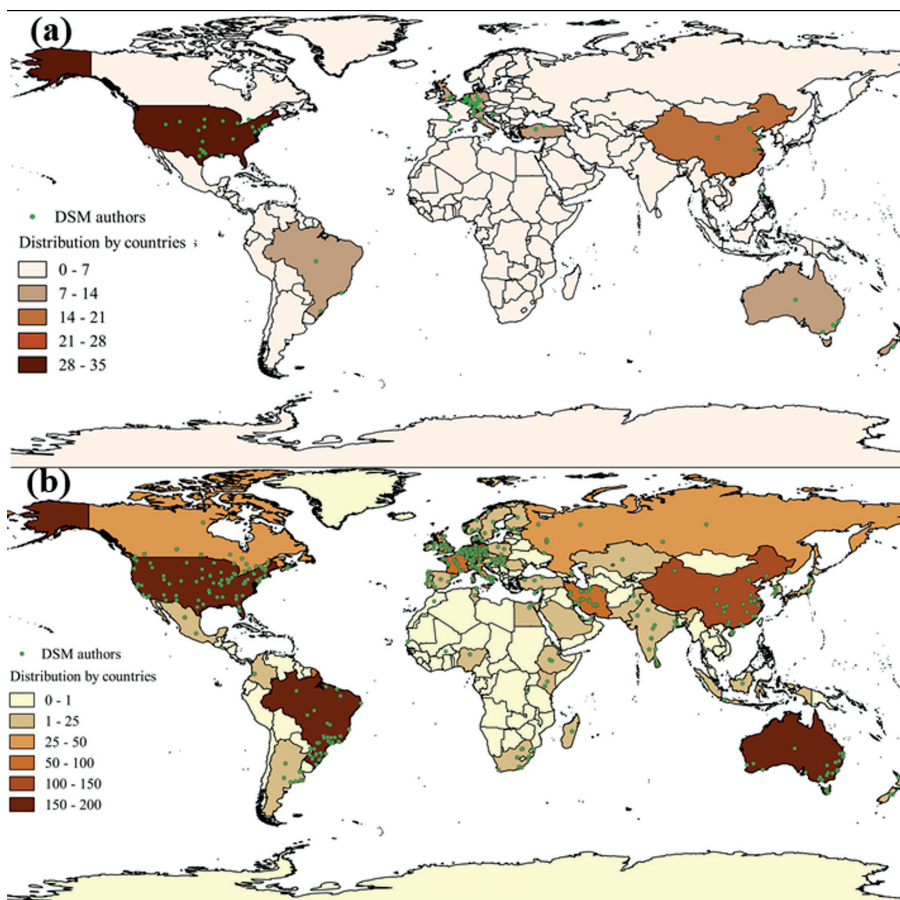 (a)
DSM authors
Distribution by countries s
0 - 7
7 - 14
14 - 21
21 - 28
28 - 35
(b)
DSM authors
Distribution by countries
0 - 1
1 - 25
25 - 50
50 - 100
100 - 150
150 - 200